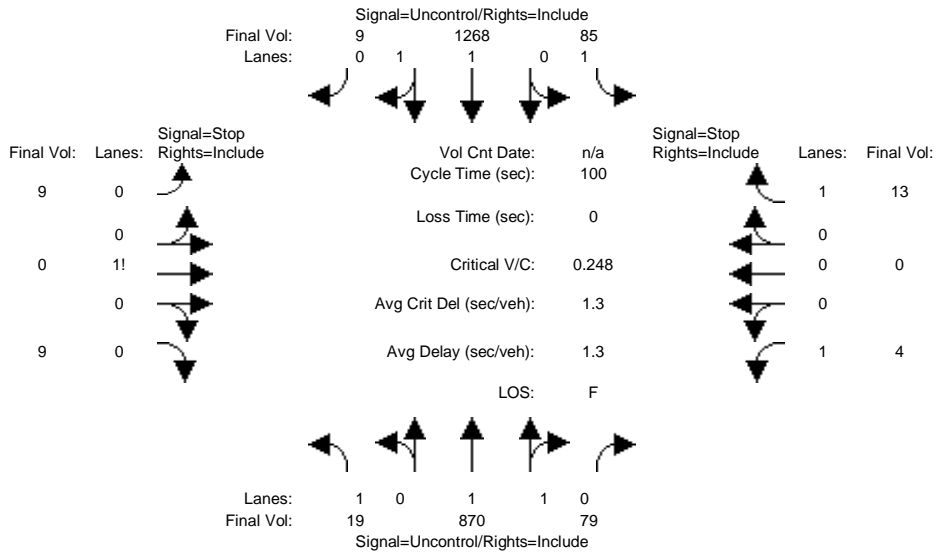 Signal=Uncontrol/Rights=Include
Final Vol: 9 1268 85
Lanes: 0 1 1 0 1
Signal=Stop Signal=Stop
Final Vol: Lanes: Rights=Include Vol Cnt Date: n/a Rights=Include Lanes: Final Vol:
Cycle Time (sec): 100
9 0 1 13
Loss Time (sec): 0
0 0
0 1! Critical V/C: 0.248 0 0
0 Avg Crit Del (sec/veh): 1.3 0
9 0 Avg Delay (sec/veh): 1.3 1 4
LOS: F
Lanes: 1 0 1 1 0
Final Vol: 19 870 79
Signal=Uncontrol/Rights=Include